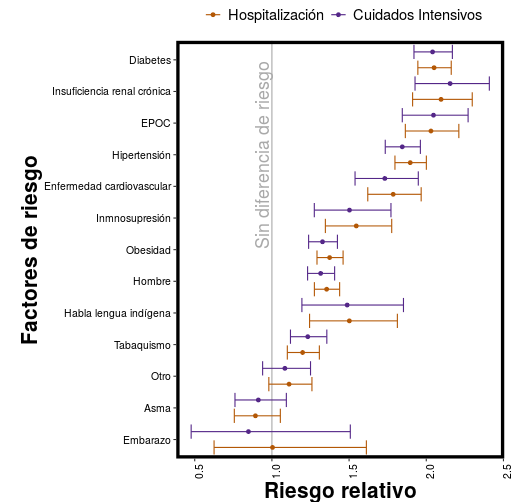 Hospitalización Cuidados Intensivos
Factores de riesgo
Sin diferencia de riesgo
Diabetes
Insuficiencia renal crónica
EPOC
Hipertensión
Enfermedad cardiovascular
Inmnosupresión
Obesidad
Hombre
Habla lengua indígena
Tabaquismo
Otro
Asma
Embarazo
0.5 1.0 1.5 2.0 2.5
Riesgo relativo